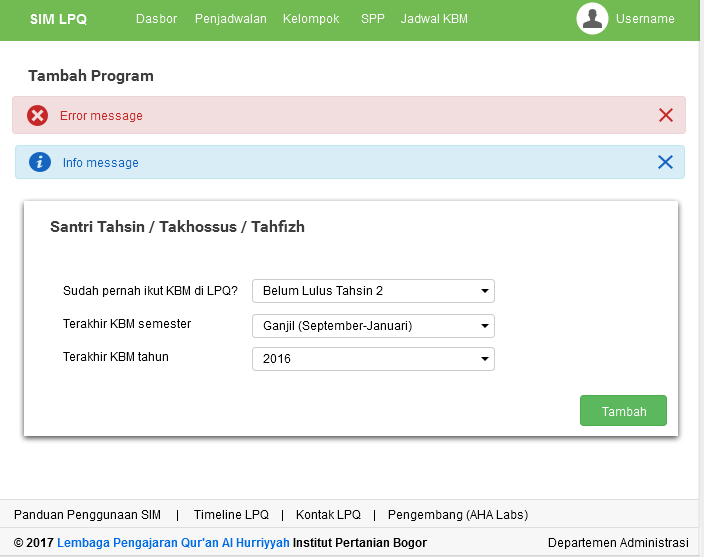 SIM LPQ Dasbor Penjadwalan Kelompok SPP Jadwal KBM Username
Tambah Program
Error message
Info message
Santri Tahsin / Takhossus / Tahfizh
Sudah pernah ikut KBM di LPQ? Belum Lulus Tahsin 2
Terakhir KBM semester Ganjil (September-Januari)
Terakhir KBM tahun 2016
Tambah
Panduan Penggunaan SIM | Timeline LPQ | Kontak LPQ | Pengembang (AHA Labs)
© 2017 Lembaga Pengajaran Qur'an Al Hurriyyah Institut Pertanian Bogor Departemen Administrasi